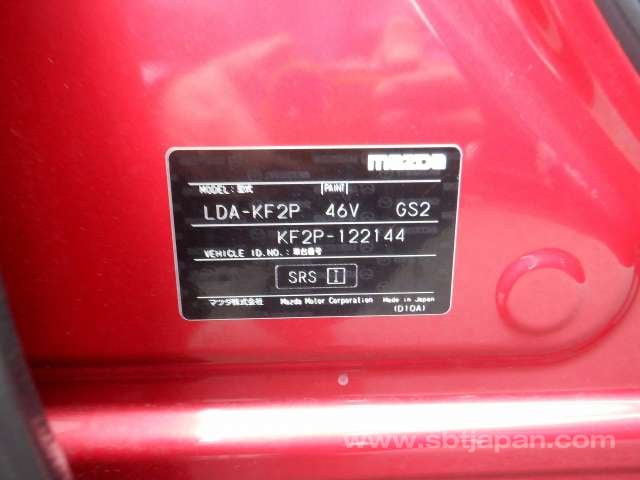 mazda
MODEL: 型式 PAINT
LDA-KF2P 46V GS2
KF2P-122144
VEHICLE ID.NO.: 車台番号
SRS I
マツダ株式会社 Mazda Motor Corporation Made in Japan
(D10A)
www.sbtjapan.com